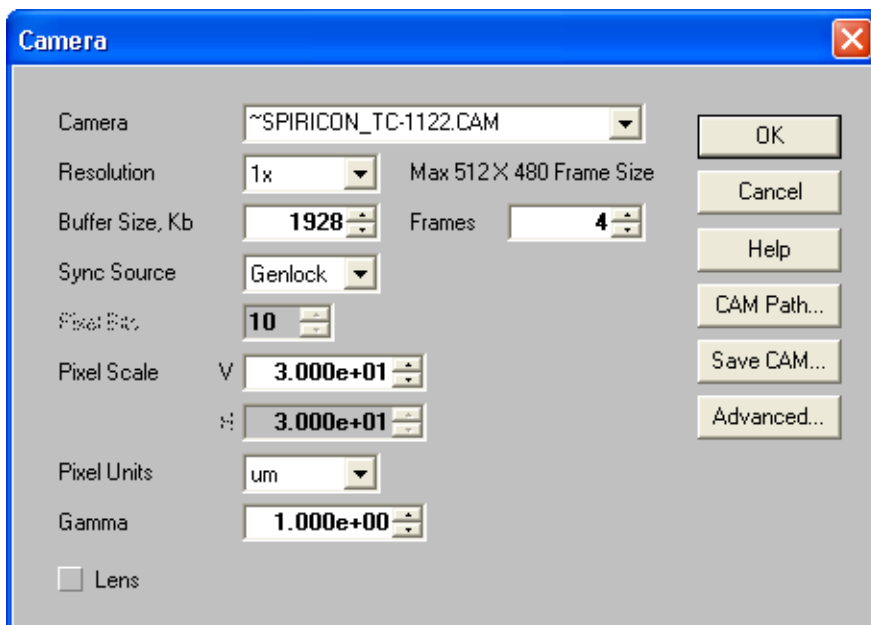 Camera
Camera ~SPIRICON_TC-1122.CAM
OK
Resolution 1x Max 512 X 480 Frame Size
Cancel
Buffer Size, Kb 1928 Frames 4
Help
Sync Source Genlock
CAM Path...
Pixel Bits 10
Pixel Scale V 3.000e+01
Save CAM...
H 3.000e+01
Advanced...
Pixel Units um
Gamma 1.000e+00
Lens